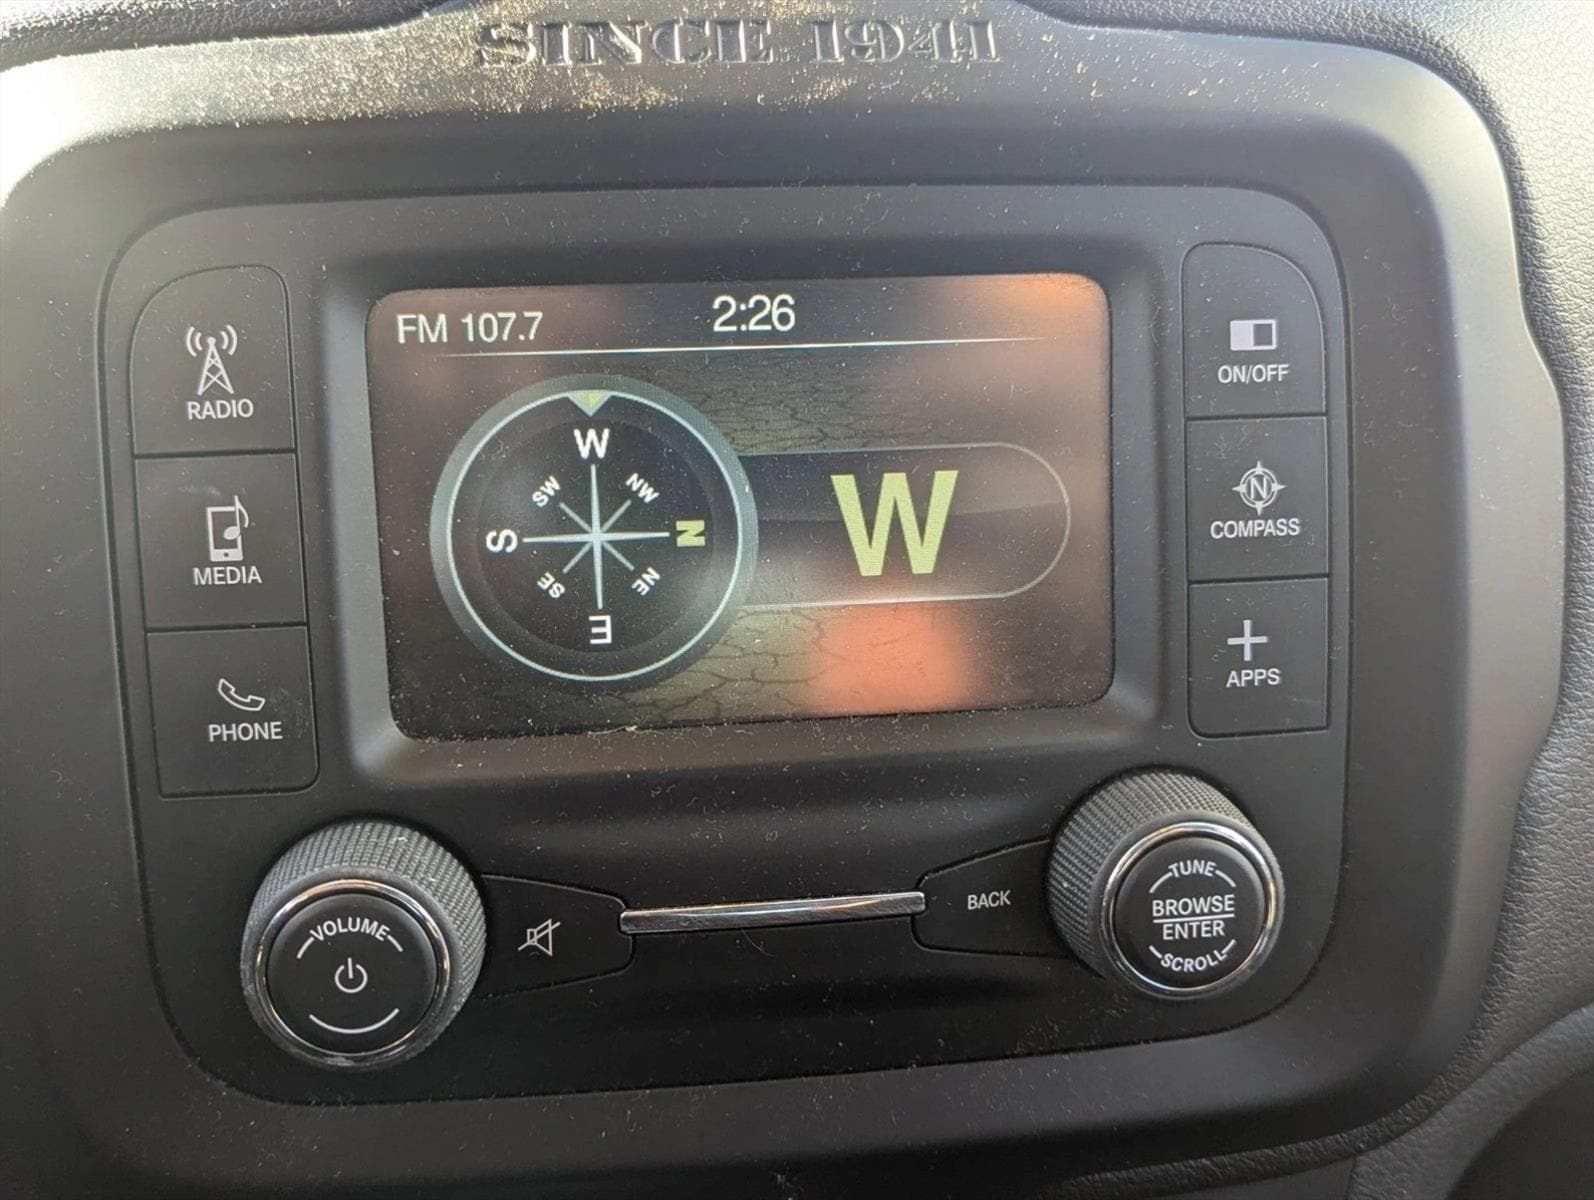 SINCE 1941
FM 107.7
2:26
RADIO
MEDIA
PHONE
W
SW
NW
S
N
SE
NE
E
W
ON/OFF
N
COMPASS
APPS
VOLUME
BACK
TUNE
BROWSE
ENTER
SCROLL